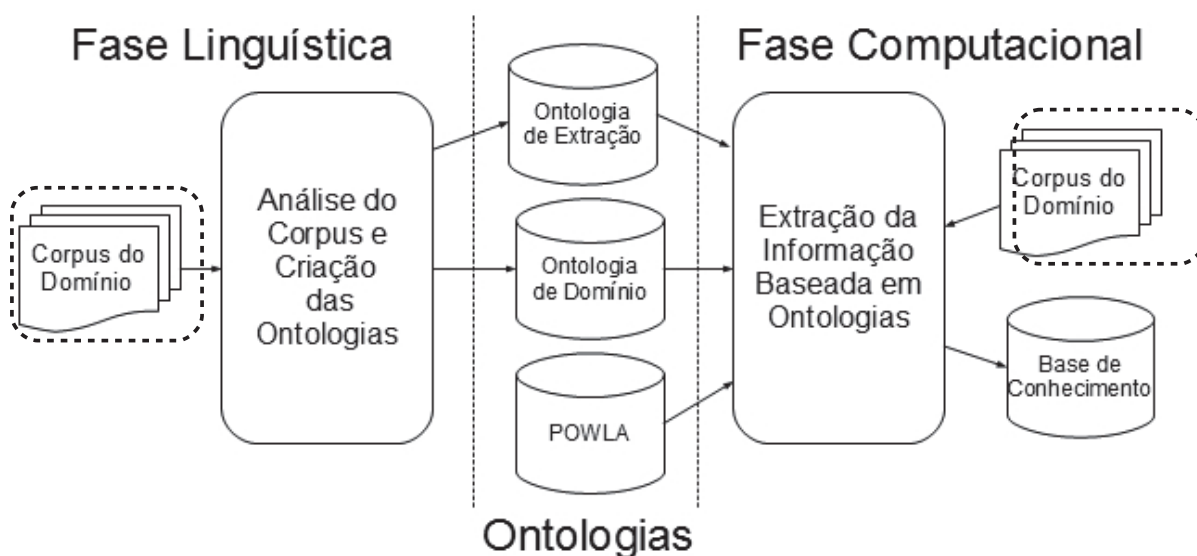 Fase Linguística
Fase Computacional
Corpus do
Domínio
Análise do
Corpus e
Criação
das
Ontologias
Ontologia
de Extração
Ontologia
de Domínio
POWLA
Ontologias
Extração da
Informação
Baseada em
Ontologias
Corpus do
Domínio
Base de
Conhecimento